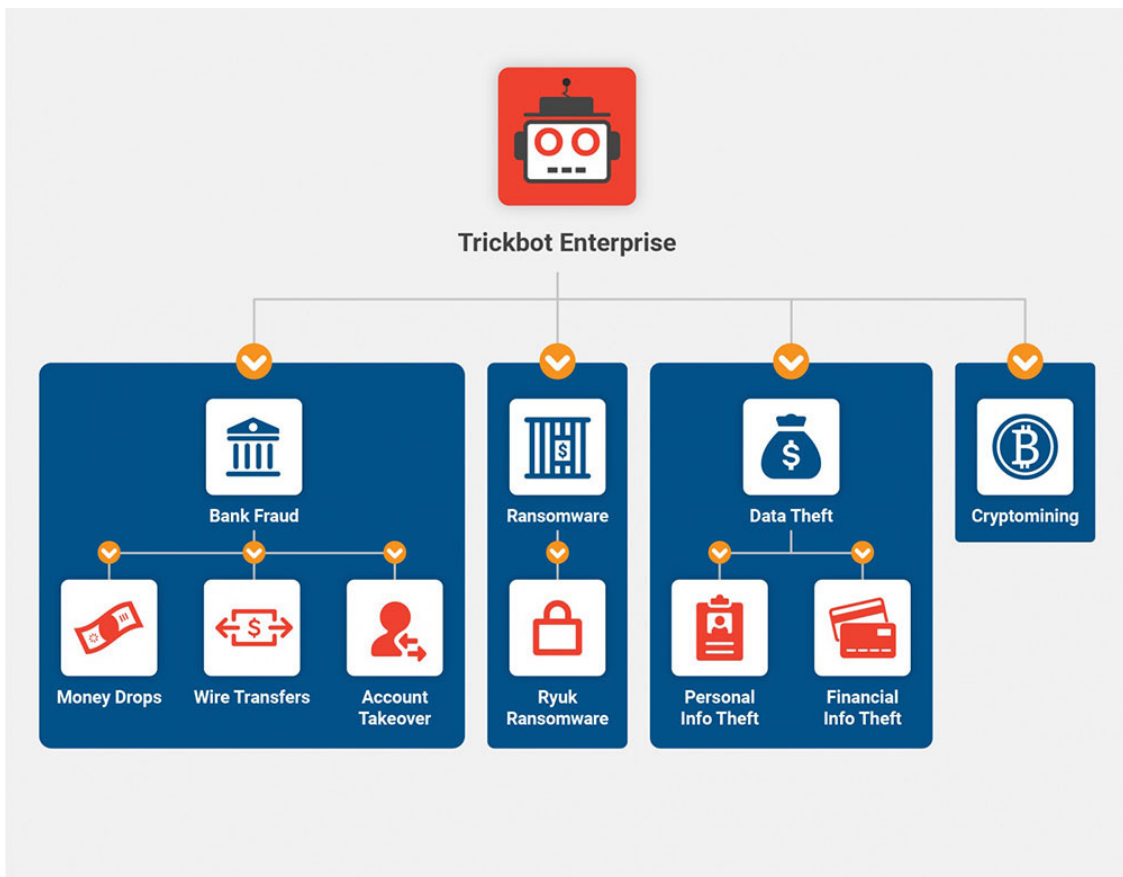 Trickbot Enterprise
Bank Fraud
Ransomware
Data Theft
Cryptomining
Money Drops
Wire Transfers
Account
Takeover
Ryuk
Ransomware
Personal
Info Theft
Financial
Info Theft